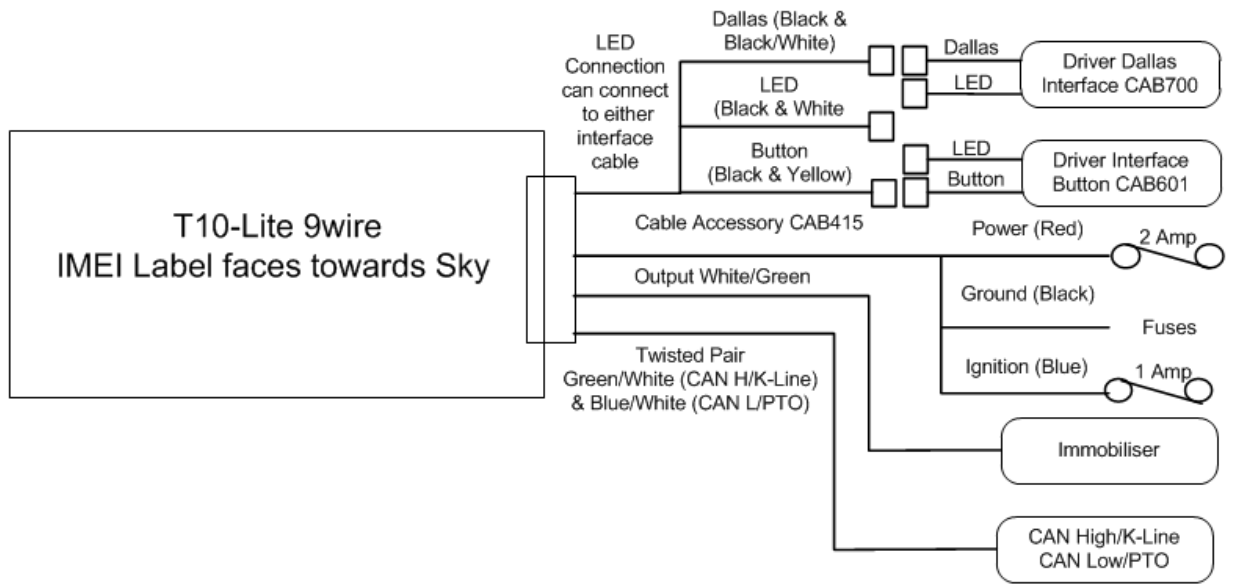 LED
Connection
can connect
to either
interface
cable
Dallas (Black &
Black/White)
LED
(Black & White
Button
(Black & Yellow)
Dallas
LED
Driver Dallas
Interface CAB700
LED
Button
Driver Interface
Button CAB601
T10-Lite 9wire
IMEI Label faces towards Sky
Cable Accessory CAB415
Power (Red)
2 Amp
Output White/Green
Ground (Black)
Fuses
Twisted Pair
Green/White (CAN H/K-Line)
& Blue/White (CAN L/PTO)
Ignition (Blue)
1 Amp
Immobiliser
CAN High/K-Line
CAN Low/PTO